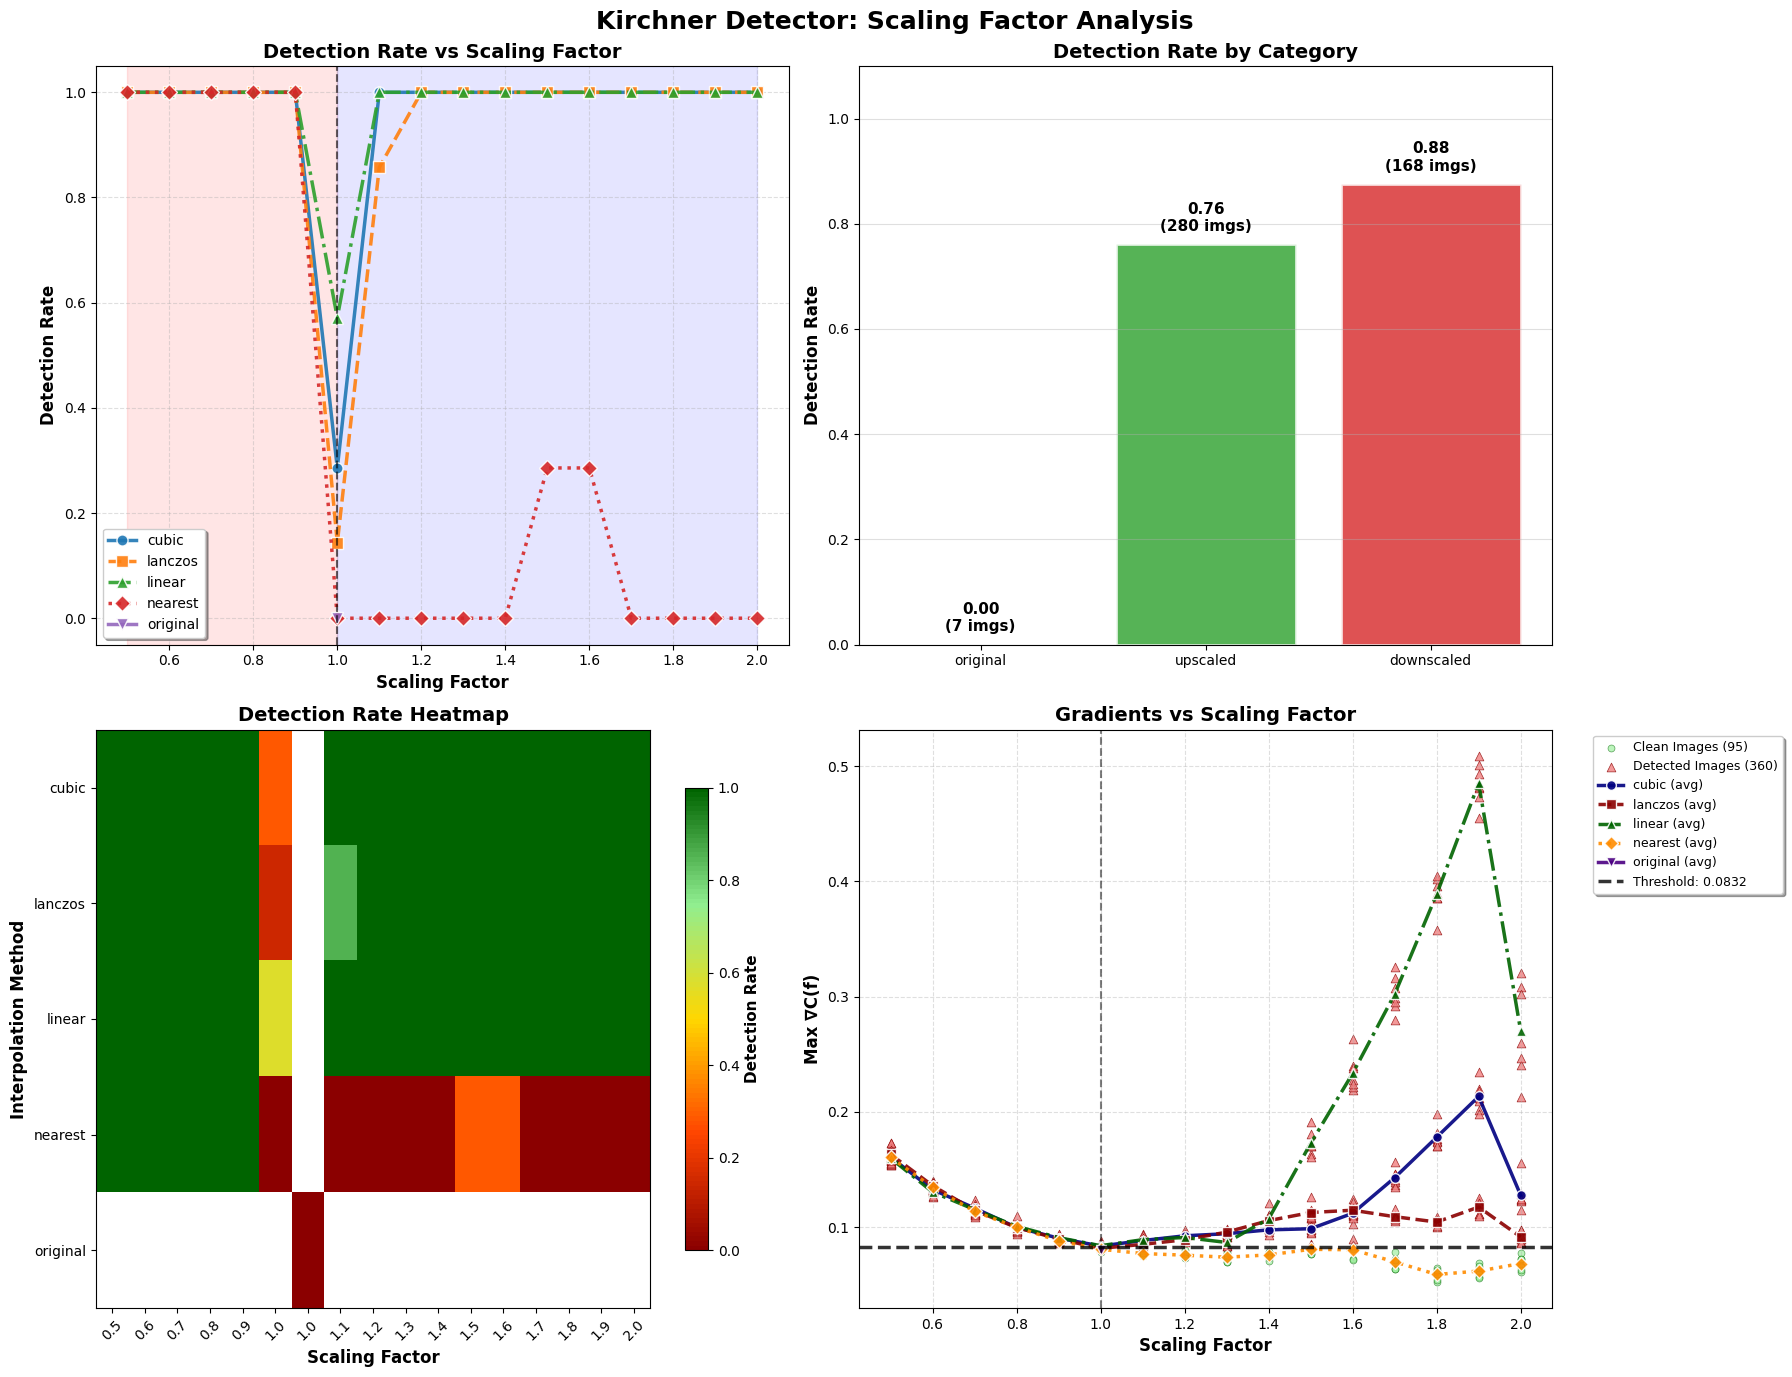 Kirchner Detector: Scaling Factor Analysis
Detection Rate vs Scaling Factor
Detection Rate
1.0
0.8
0.6
0.4
0.2
0.0
cubic
lanczos
linear
nearest
original
0.6 0.8 1.0 1.2 1.4 1.6 1.8 2.0
Scaling Factor
Detection Rate by Category
Detection Rate
1.0
0.8
0.6
0.4
0.2
0.0
0.00
(7 imgs)
0.76
(280 imgs)
0.88
(168 imgs)
original upscaled downscaled
Detection Rate Heatmap
Interpolation Method
cubic
lanczos
linear
nearest
original
0.5 0.6 0.7 0.8 0.9 1.0 1.0 1.1 1.2 1.3 1.4 1.5 1.6 1.7 1.8 1.9 2.0
Scaling Factor
1.0
0.8
0.6
0.4
0.2
0.0
Detection Rate
Gradients vs Scaling Factor
Max ∇C(f)
0.5
0.4
0.3
0.2
0.1
0.6 0.8 1.0 1.2 1.4 1.6 1.8 2.0
Scaling Factor
Clean Images (95)
Detected Images (360)
cubic (avg)
lanczos (avg)
linear (avg)
nearest (avg)
original (avg)
Threshold: 0.0832